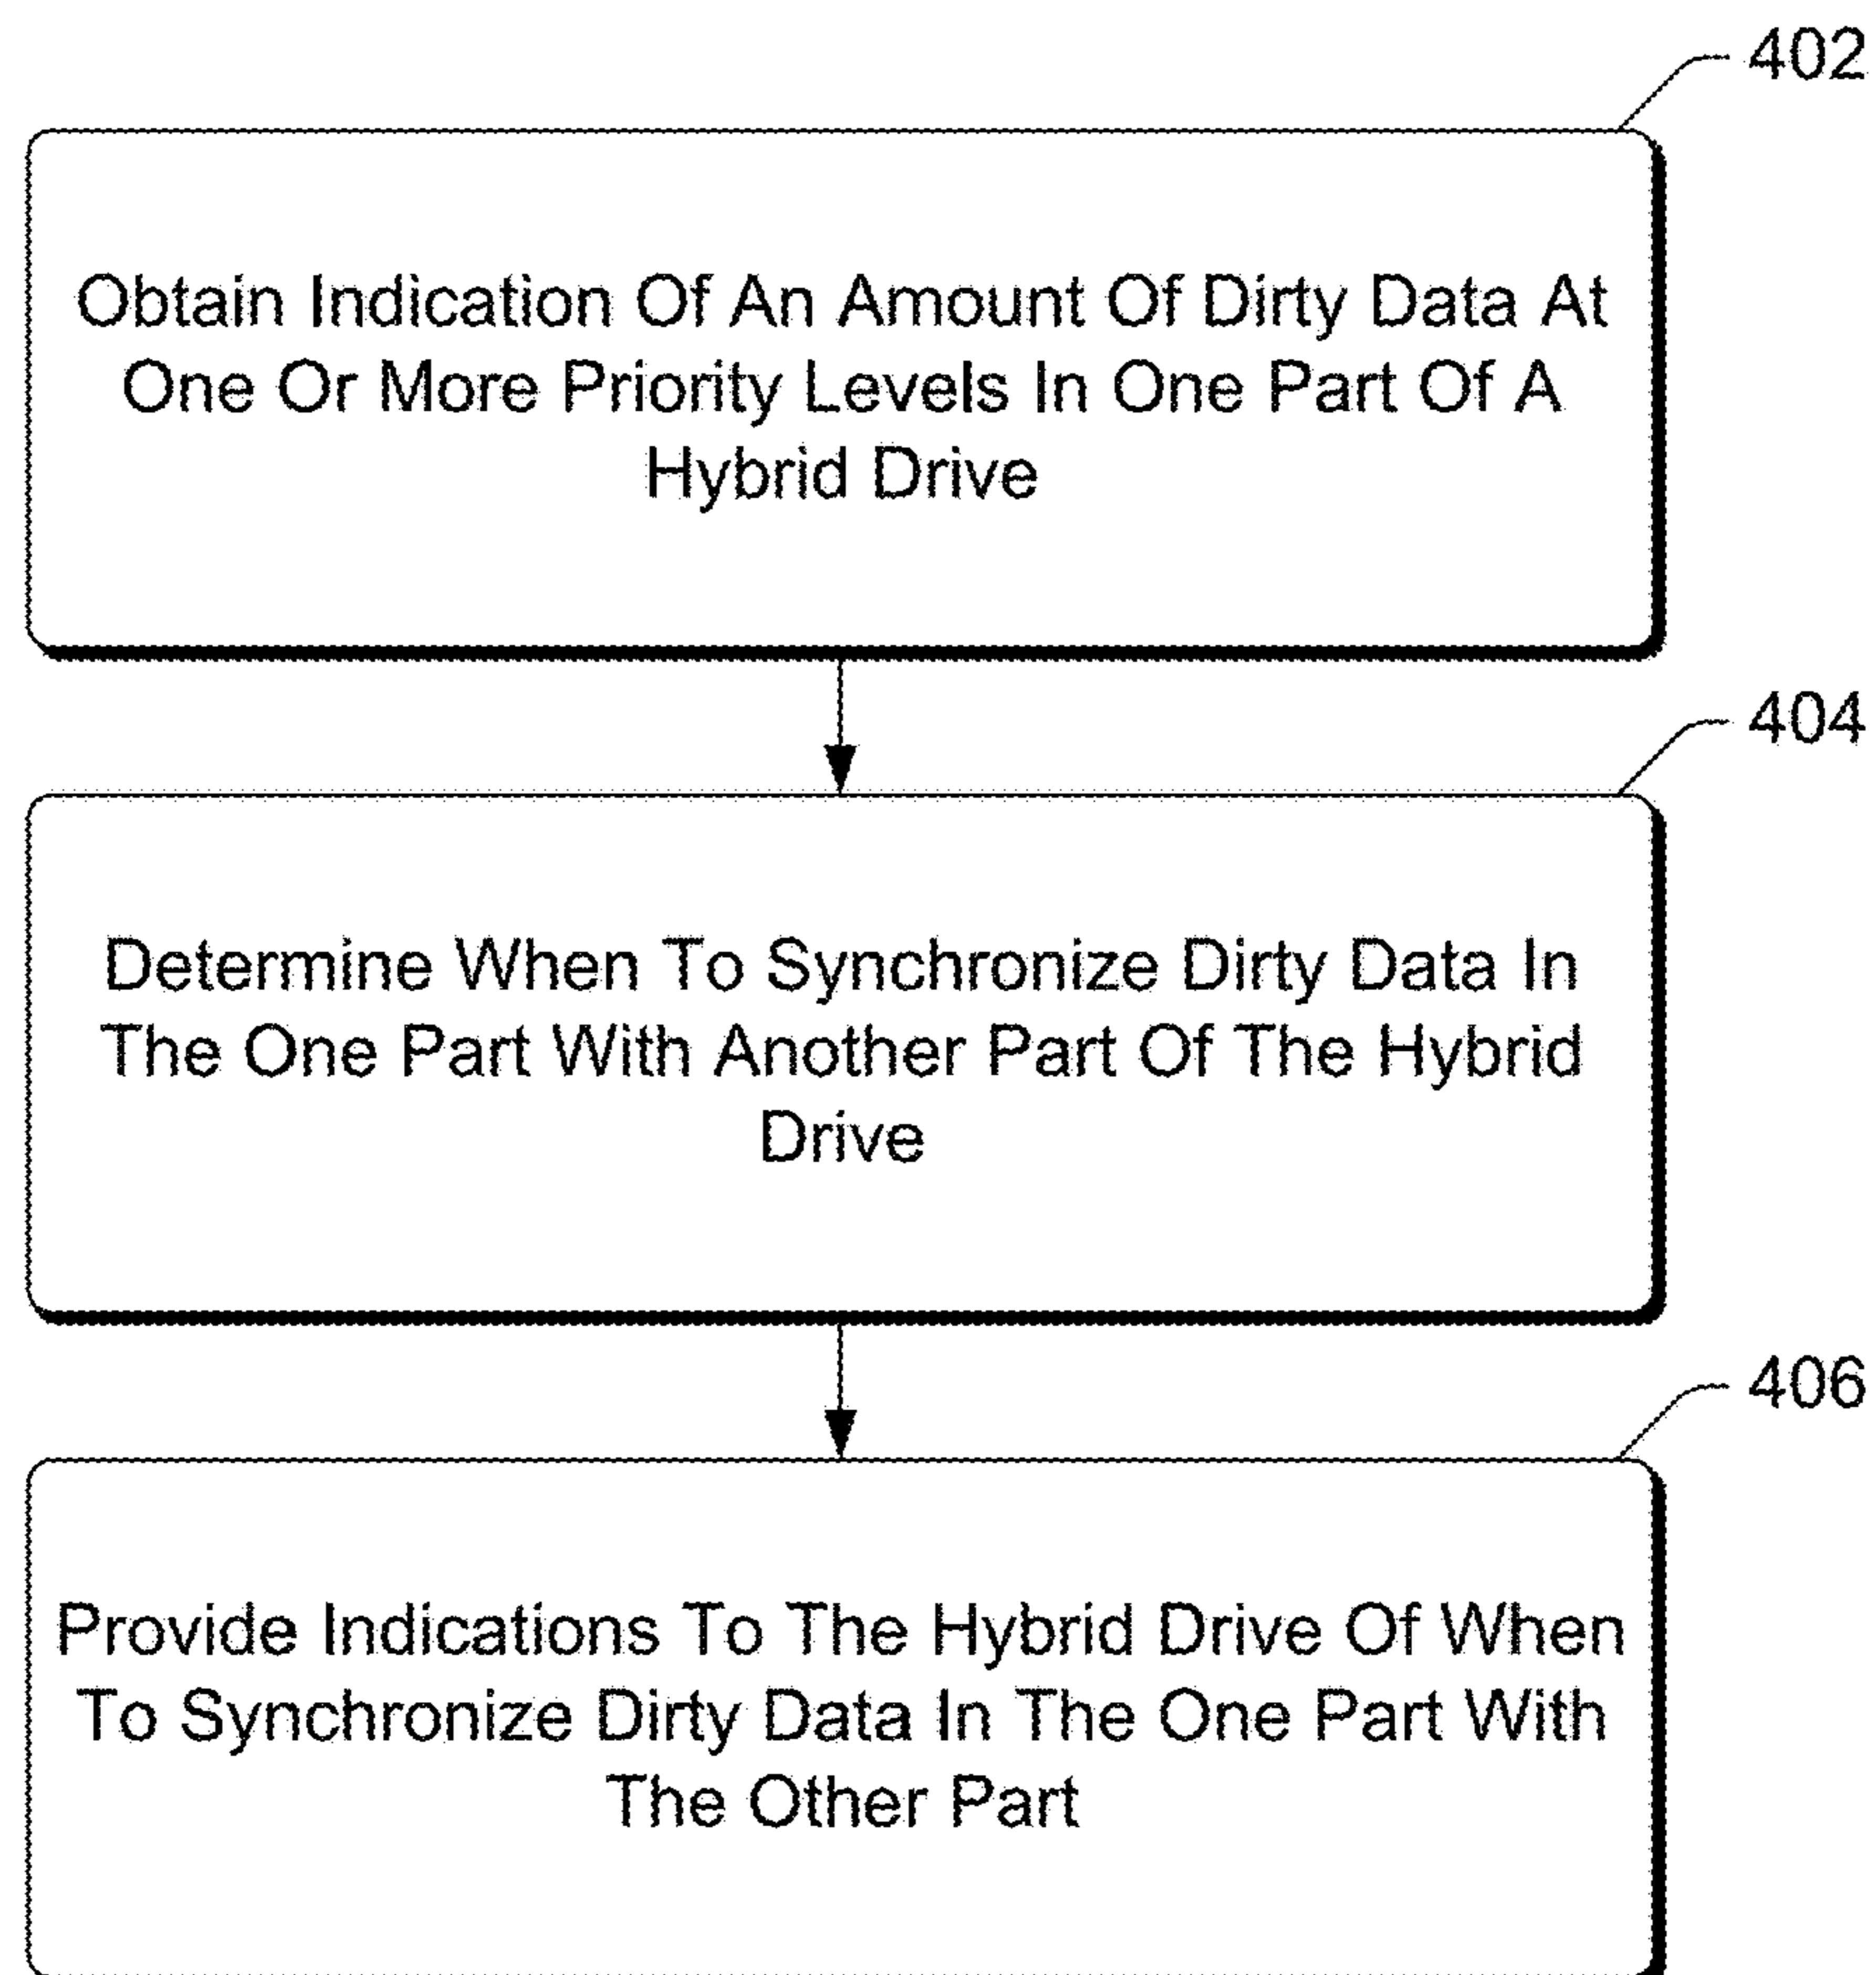 402
Obtain Indication Of An Amount Of Dirty Data At
One Or More Priority Levels In One Part Of A
Hybrid Drive
404
Determine When To Synchronize Dirty Data In
The One Part With Another Part Of The Hybrid
Drive
406
Provide Indications To The Hybrid Drive Of When
To Synchronize Dirty Data In The One Part With
The Other Part